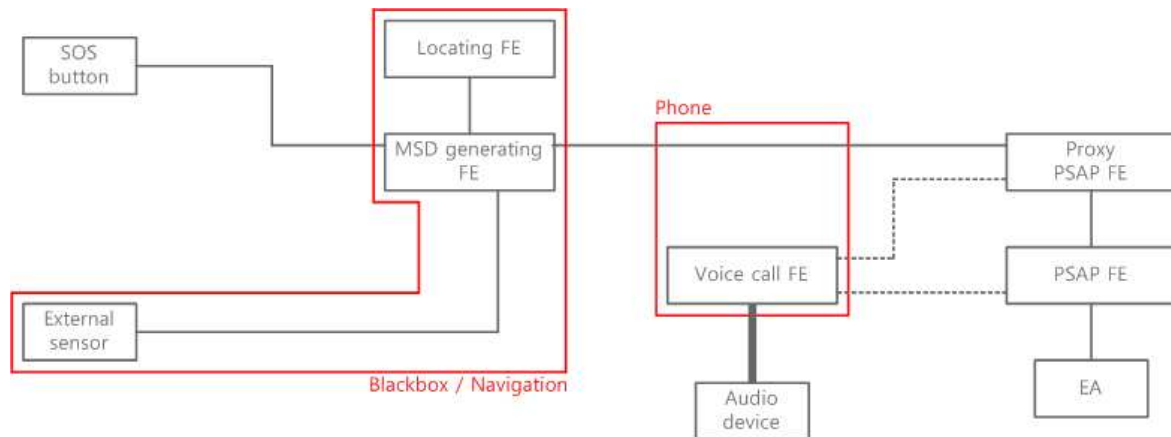 SOS
button
Locating FE
MSD generating
FE
Phone
Proxy
PSAP FE
Voice call FE
PSAP FE
External
sensor
Blackbox / Navigation
Audio
device
EA